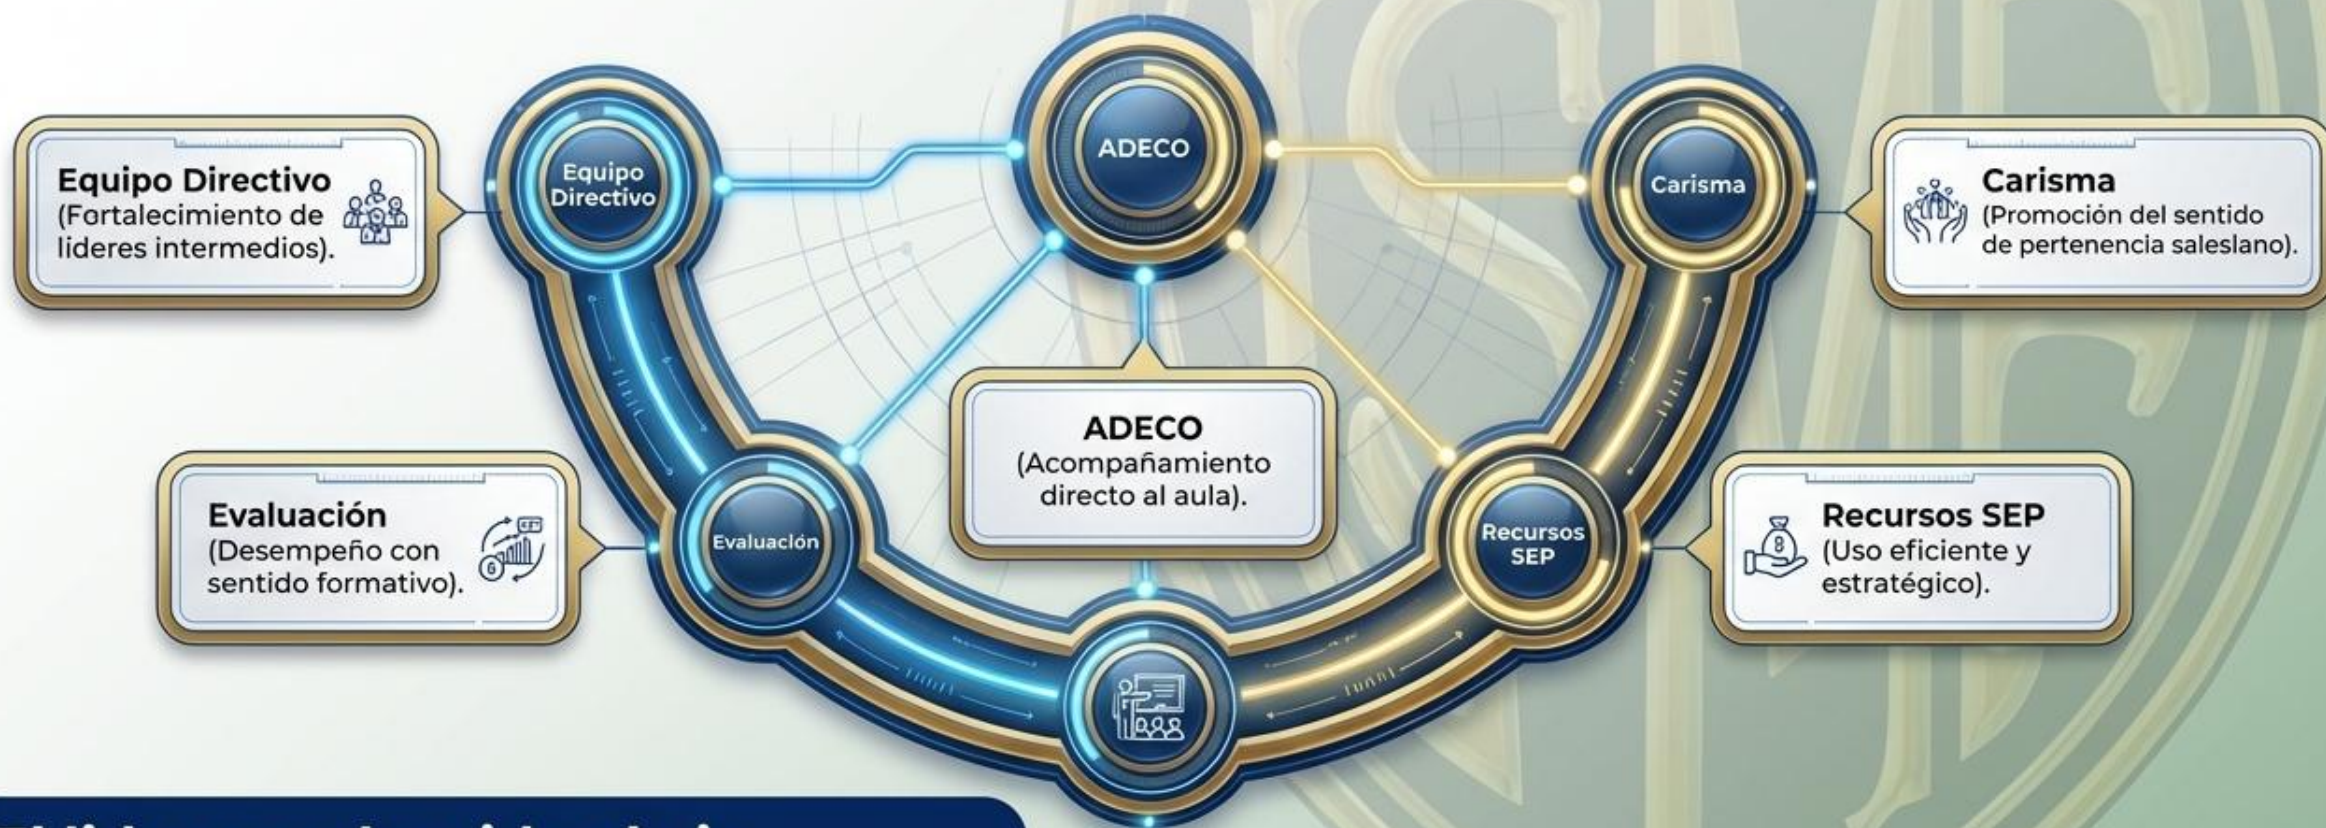 Equipo Directivo
(Fortalecimiento de
lideres intermedios).
Equipo
Directivo
ADECO
Carisma
Carisma
(Promoción del sentido
de pertenencia saleslano).
ADECO
(Acompañamiento
directo al aula).
Evaluación
(Desempeño con
sentido formativo).
Evaluación
Recursos
SEP
Recursos SEP
(Uso eficiente y
estratégico).